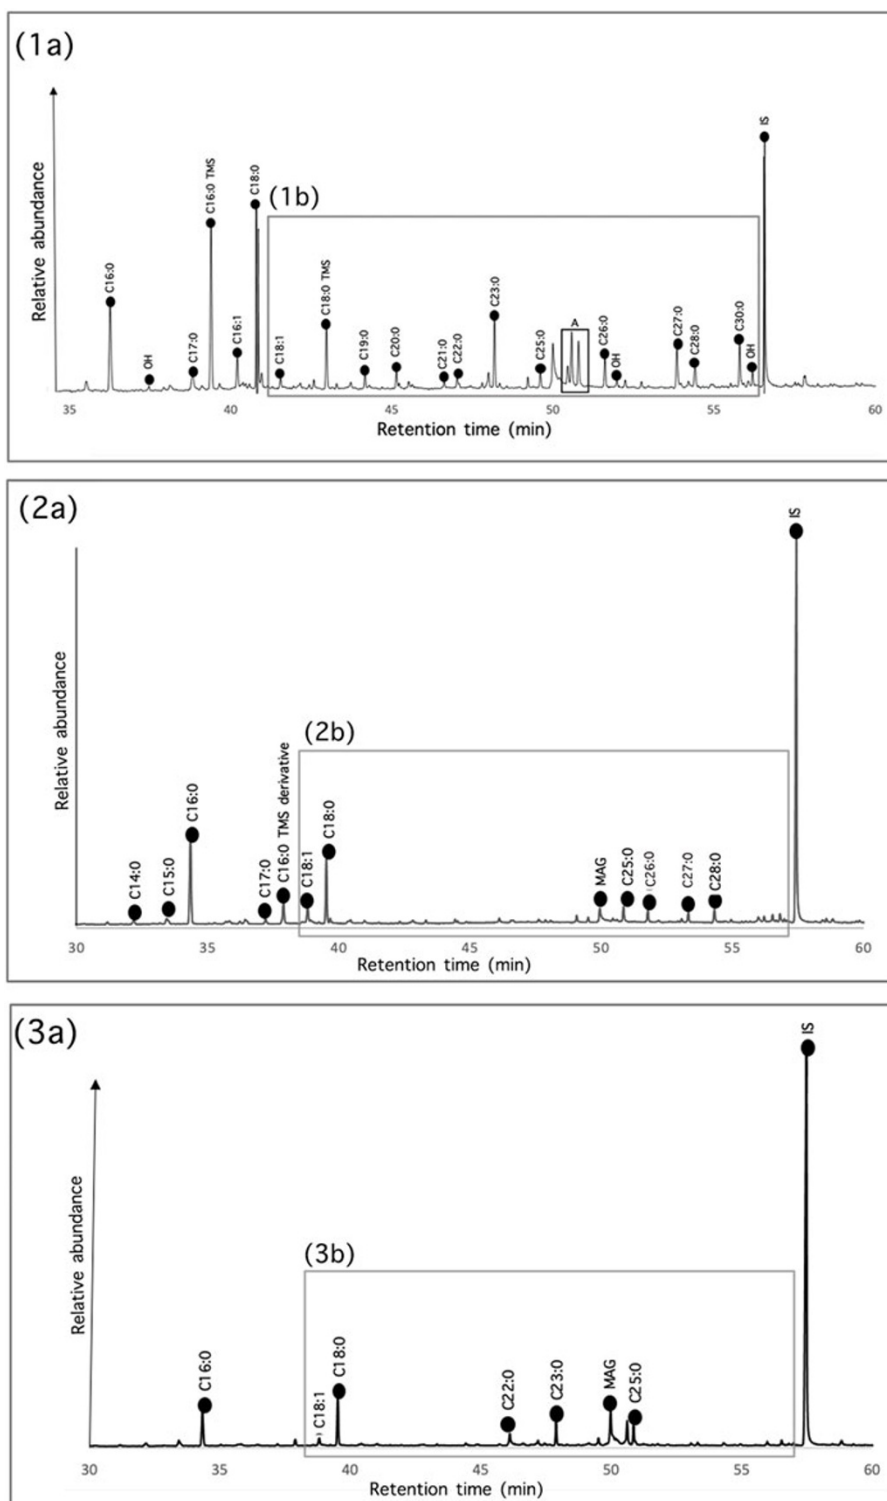 (1a)
IS
C16:0 TMS
C18:0
(1b)
C16:0
C18:0 TMS
C23:0
A
OH
C17:0
C16:1
C18:1
C19:0
C20:0
C21:0
C22:0
C25:0
C26:0
OH
C27:0
C28:0
C30:0
OH
Relative abundance
35 40 45 50 55 60
Retention time (min)
(2a)
IS
(2b)
C14:0
C15:0
C16:0
C17:0
C16:0 TMS derivative
C18:1
C18:0
MAG
C25:0
C26:0
C27:0
C28:0
Relative abundance
30 35 40 45 50 55 60
Retention time (min)
(3a)
IS
(3b)
C16:0
C18:1
C18:0
C22:0
C23:0
MAG
C25:0
Relative abundance
30 35 40 45 50 55 60
Retention time (min)